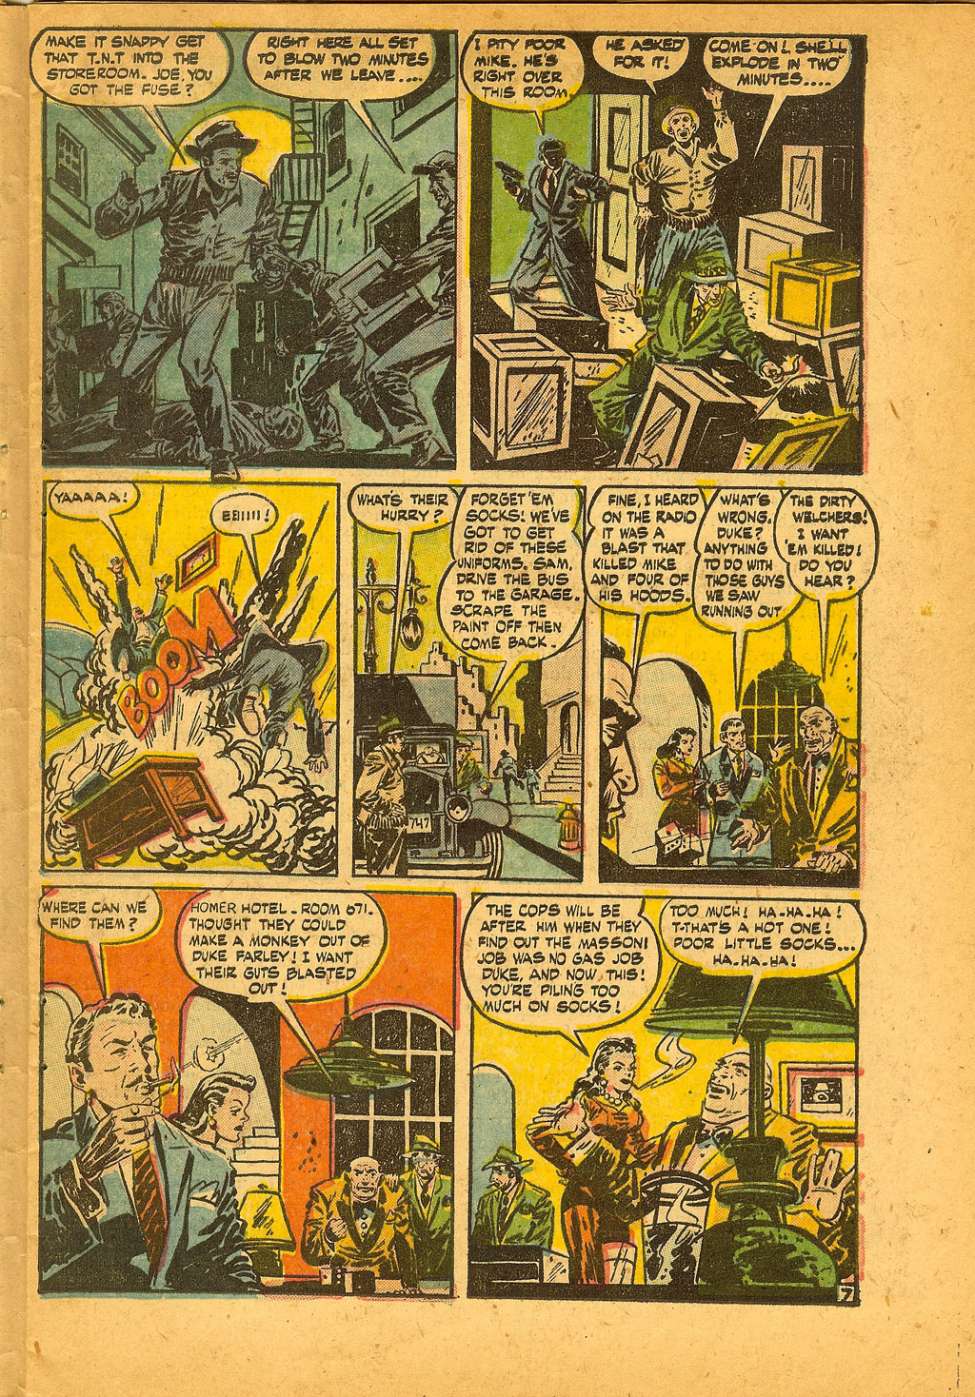 MAKE IT SNAPPY GET
THAT T.N.T INTO THE
STOREROOM. JOE, YOU
GOT THE FUSE?
RIGHT HERE ALL SET
TO BLOW TWO MINUTES
AFTER WE LEAVE....
I PITY POOR
MIKE. HE'S
RIGHT OVER
THIS ROOM.
HE ASKED
FOR IT!
COME ON! SHE'LL
EXPLODE IN TWO
MINUTES....
YAAAAA!
EEIIIII!
BOOM
WHAT'S THEIR
HURRY?
FORGET 'EM
SOCKS! WE'VE
GOT TO GET
RID OF THESE
UNIFORMS. SAM,
DRIVE THE BUS
TO THE GARAGE.
SCRAPE THE
PAINT OFF THEN
COME BACK.
747
FINE, I HEARD
ON THE RADIO
IT WAS A
BLAST THAT
KILLED MIKE
AND FOUR OF
HIS HOODS.
WHAT'S
WRONG,
DUKE?
ANYTHING
TO DO WITH
THOSE GUYS
WE SAW
RUNNING OUT
THE DIRTY
WELCHERS!
I WANT
'EM KILLED!
DO YOU
HEAR?
WHERE CAN WE
FIND THEM?
HOMER HOTEL - ROOM 671.
THOUGHT THEY COULD
MAKE A MONKEY OUT OF
DUKE FARLEY! I WANT
THEIR GUTS BLASTED
OUT!
THE COPS WILL BE
AFTER HIM WHEN THEY
FIND OUT THE MASSONI
JOB WAS NO GAS JOB
DUKE, AND NOW, THIS!
YOU'RE PILING TOO
MUCH ON SOCKS!
TOO MUCH! HA-HA-HA!
T-THAT'S A HOT ONE!
POOR LITTLE SOCKS...
HA-HA-HA!
7